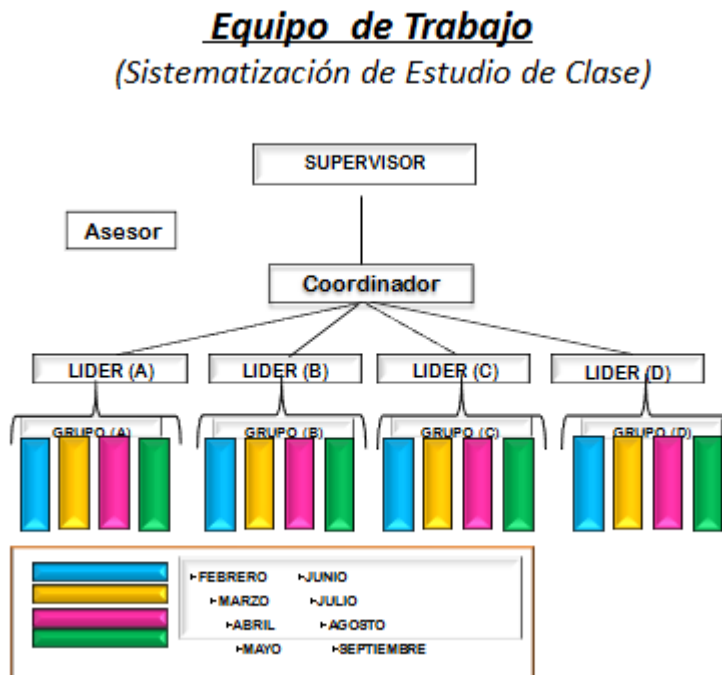 Equipo de Trabajo
(Sistematización de Estudio de Clase)
SUPERVISOR
Asesor
Coordinador
LIDER (A)
LIDER (B)
LIDER (C)
LIDER (D)
GRUPO (A)
GRUPO (B)
GRUPO (C)
GRUPO (D)
FEBRERO JUNIO
MARZO JULIO
ABRIL AGOSTO
MAYO SEPTIEMBRE